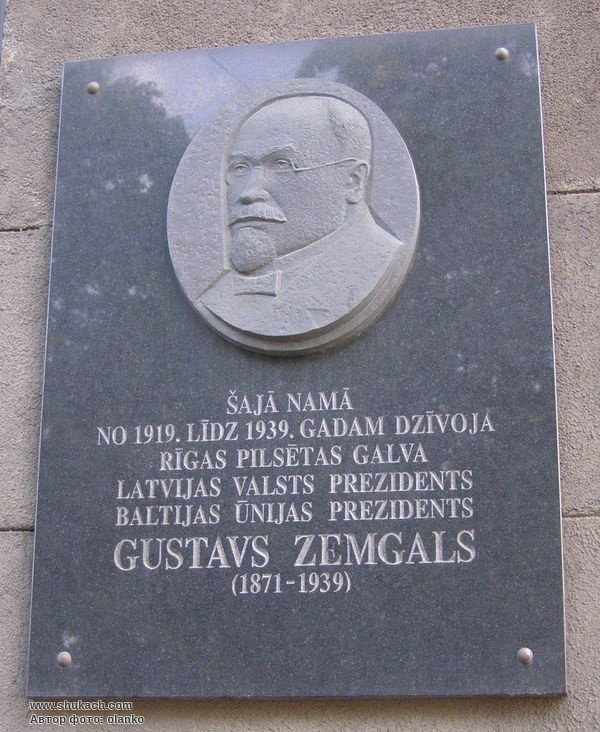 ŠAJĀ NAMĀ
NO 1919. LĪDZ 1939. GADAM DZĪVOJA
RĪGAS PILSĒTAS GALVA
LATVIJAS VALSTS PREZIDENTS
BALTIJAS ŪNIJAS PREZIDENTS
GUSTAVS ZEMGALS
(1871-1939)
www.shukach.com
Автор фото: olanko